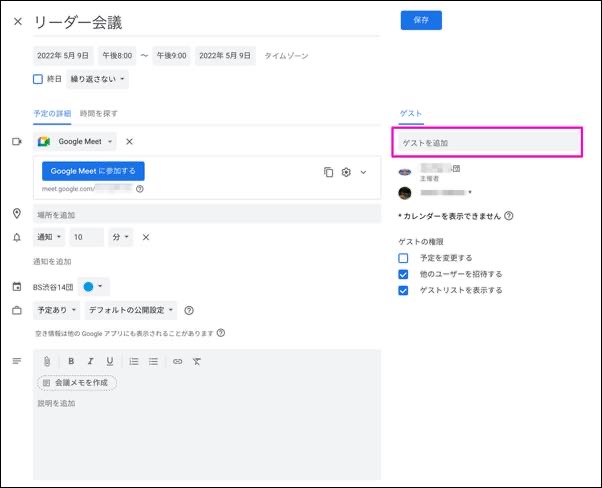 リーダー会議
保存
2022年 5月 9日 午後8:00 〜 午後9:00 2022年 5月 9日 タイムゾーン
終日 繰り返さない
予定の詳細 時間を探す
ゲスト
Google Meet
ゲストを追加
Google Meet に参加する
団
主催者
meet.google.com/
*
場所を追加
* カレンダーを表示できません
通知 10 分
ゲストの権限
通知を追加
予定を変更する
他のユーザーを招待する
BS渋谷14団
ゲストリストを表示する
予定あり デフォルトの公開設定
空き情報は他の Google アプリにも表示されることがあります
B I U
会議メモを作成
説明を追加